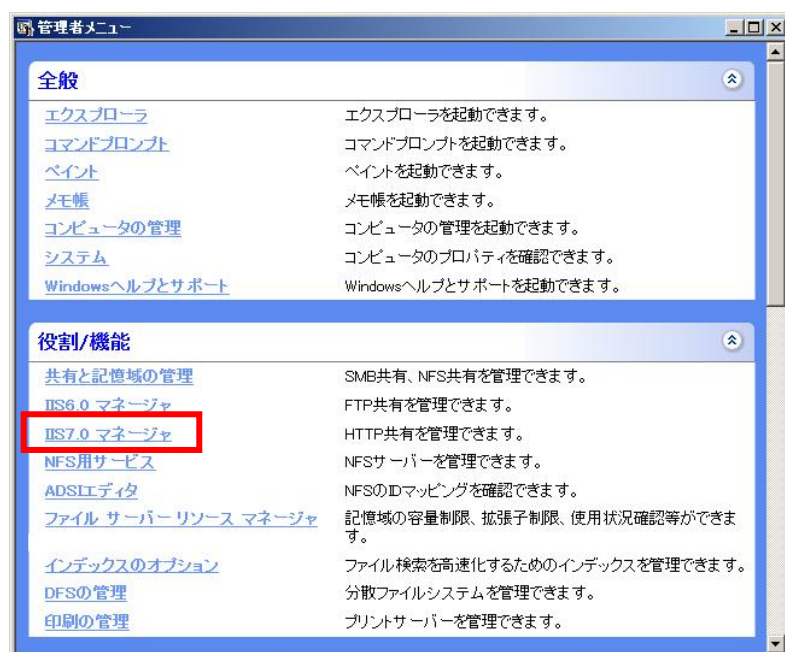 管理者メニュー
全般
エクスプローラ エクスプローラを起動できます。
コマンドプロンプト コマンドプロンプトを起動できます。
ペイント ペイントを起動できます。
メモ帳 メモ帳を起動できます。
コンピュータの管理 コンピュータの管理を起動できます。
システム コンピュータのプロパティを確認できます。
Windowsヘルプとサポート Windowsヘルプとサポートを起動できます。
役割/機能
共有と記憶域の管理 SMB共有、NFS共有を管理できます。
IIS6.0 マネージャ FTP共有を管理できます。
IIS7.0 マネージャ HTTP共有を管理できます。
NFS用サービス NFSサーバーを管理できます。
ADSIエディタ NFSのIDマッピングを確認できます。
ファイル サーバー リソース マネージャ 記憶域の容量制限、拡張子制限、使用状況確認等ができま
す。
インデックスのオプション ファイル検索を高速化するためのインデックスを管理できます。
DFSの管理 分散ファイルシステムを管理できます。
印刷の管理 プリントサーバーを管理できます。